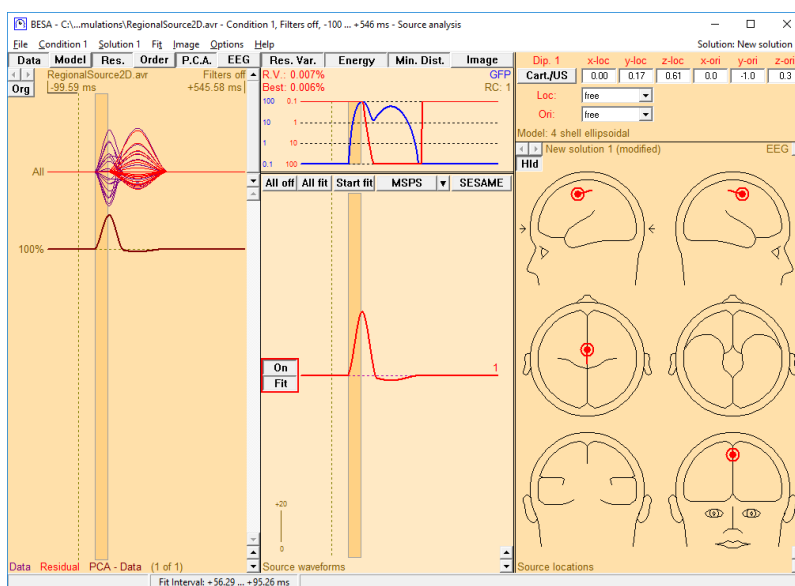 BESA - C:\...mulations\RegionalSource2D.avr - Condition 1, Filters off, -100 ... +546 ms - Source analysis
File Condition 1 Solution 1 Fit Image Options Help Solution: New solution
Data Model Res. Order P.C.A. EEG
Org
RegionalSource2D.avr Filters off
-99.59 ms +545.58 ms
All
100%
Data Residual PCA - Data (1 of 1)
Res. Var. Energy Min. Dist. Image
R.V.: 0.007% GFP
Best: 0.006% RC: 1
100 0.1
10 1
1 10
0.1 100
All off All fit Start fit MSPS SESAME
On
Fit
1
+20
0
Source waveforms
Dip. 1 x-loc y-loc z-loc x-ori y-ori z-ori
Cart./US 0.00 0.17 0.61 0.0 -1.0 0.3
Loc: free
Ori: free
Model: 4 shell ellipsoidal
New solution 1 (modified) EEG
Hld
Source locations
Fit Interval: +56.29 ... +95.26 ms